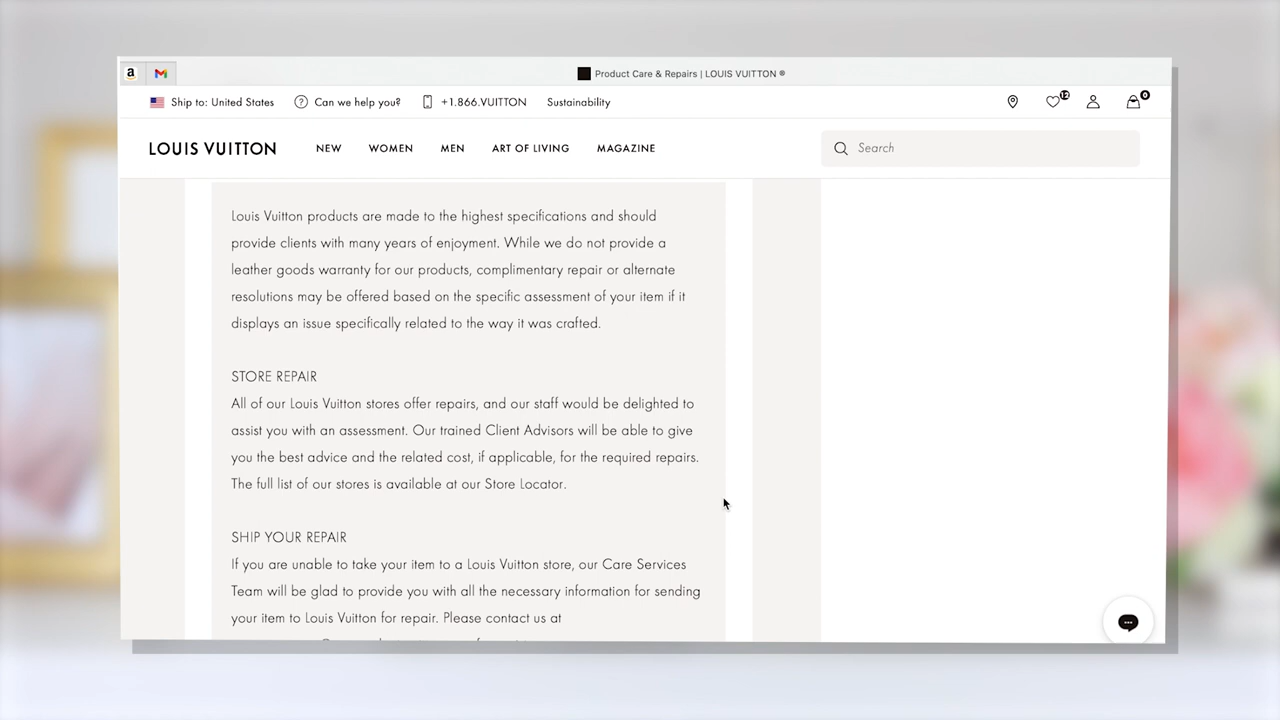 a
Product Care & Repairs | LOUIS VUITTON ®
Ship to: United States
Can we help you?
+1.866.VUITTON
Sustainability
12
0
LOUIS VUITTON
NEW
WOMEN
MEN
ART OF LIVING
MAGAZINE
Search
Louis Vuitton products are made to the highest specifications and should
provide clients with many years of enjoyment. While we do not provide a
leather goods warranty for our products, complimentary repair or alternate
resolutions may be offered based on the specific assessment of your item if it
displays an issue specifically related to the way it was crafted.
STORE REPAIR
All of our Louis Vuitton stores offer repairs, and our staff would be delighted to
assist you with an assessment. Our trained Client Advisors will be able to give
you the best advice and the related cost, if applicable, for the required repairs.
The full list of our stores is available at our Store Locator.
SHIP YOUR REPAIR
If you are unable to take your item to a Louis Vuitton store, our Care Services
Team will be glad to provide you with all the necessary information for sending
your item to Louis Vuitton for repair. Please contact us at